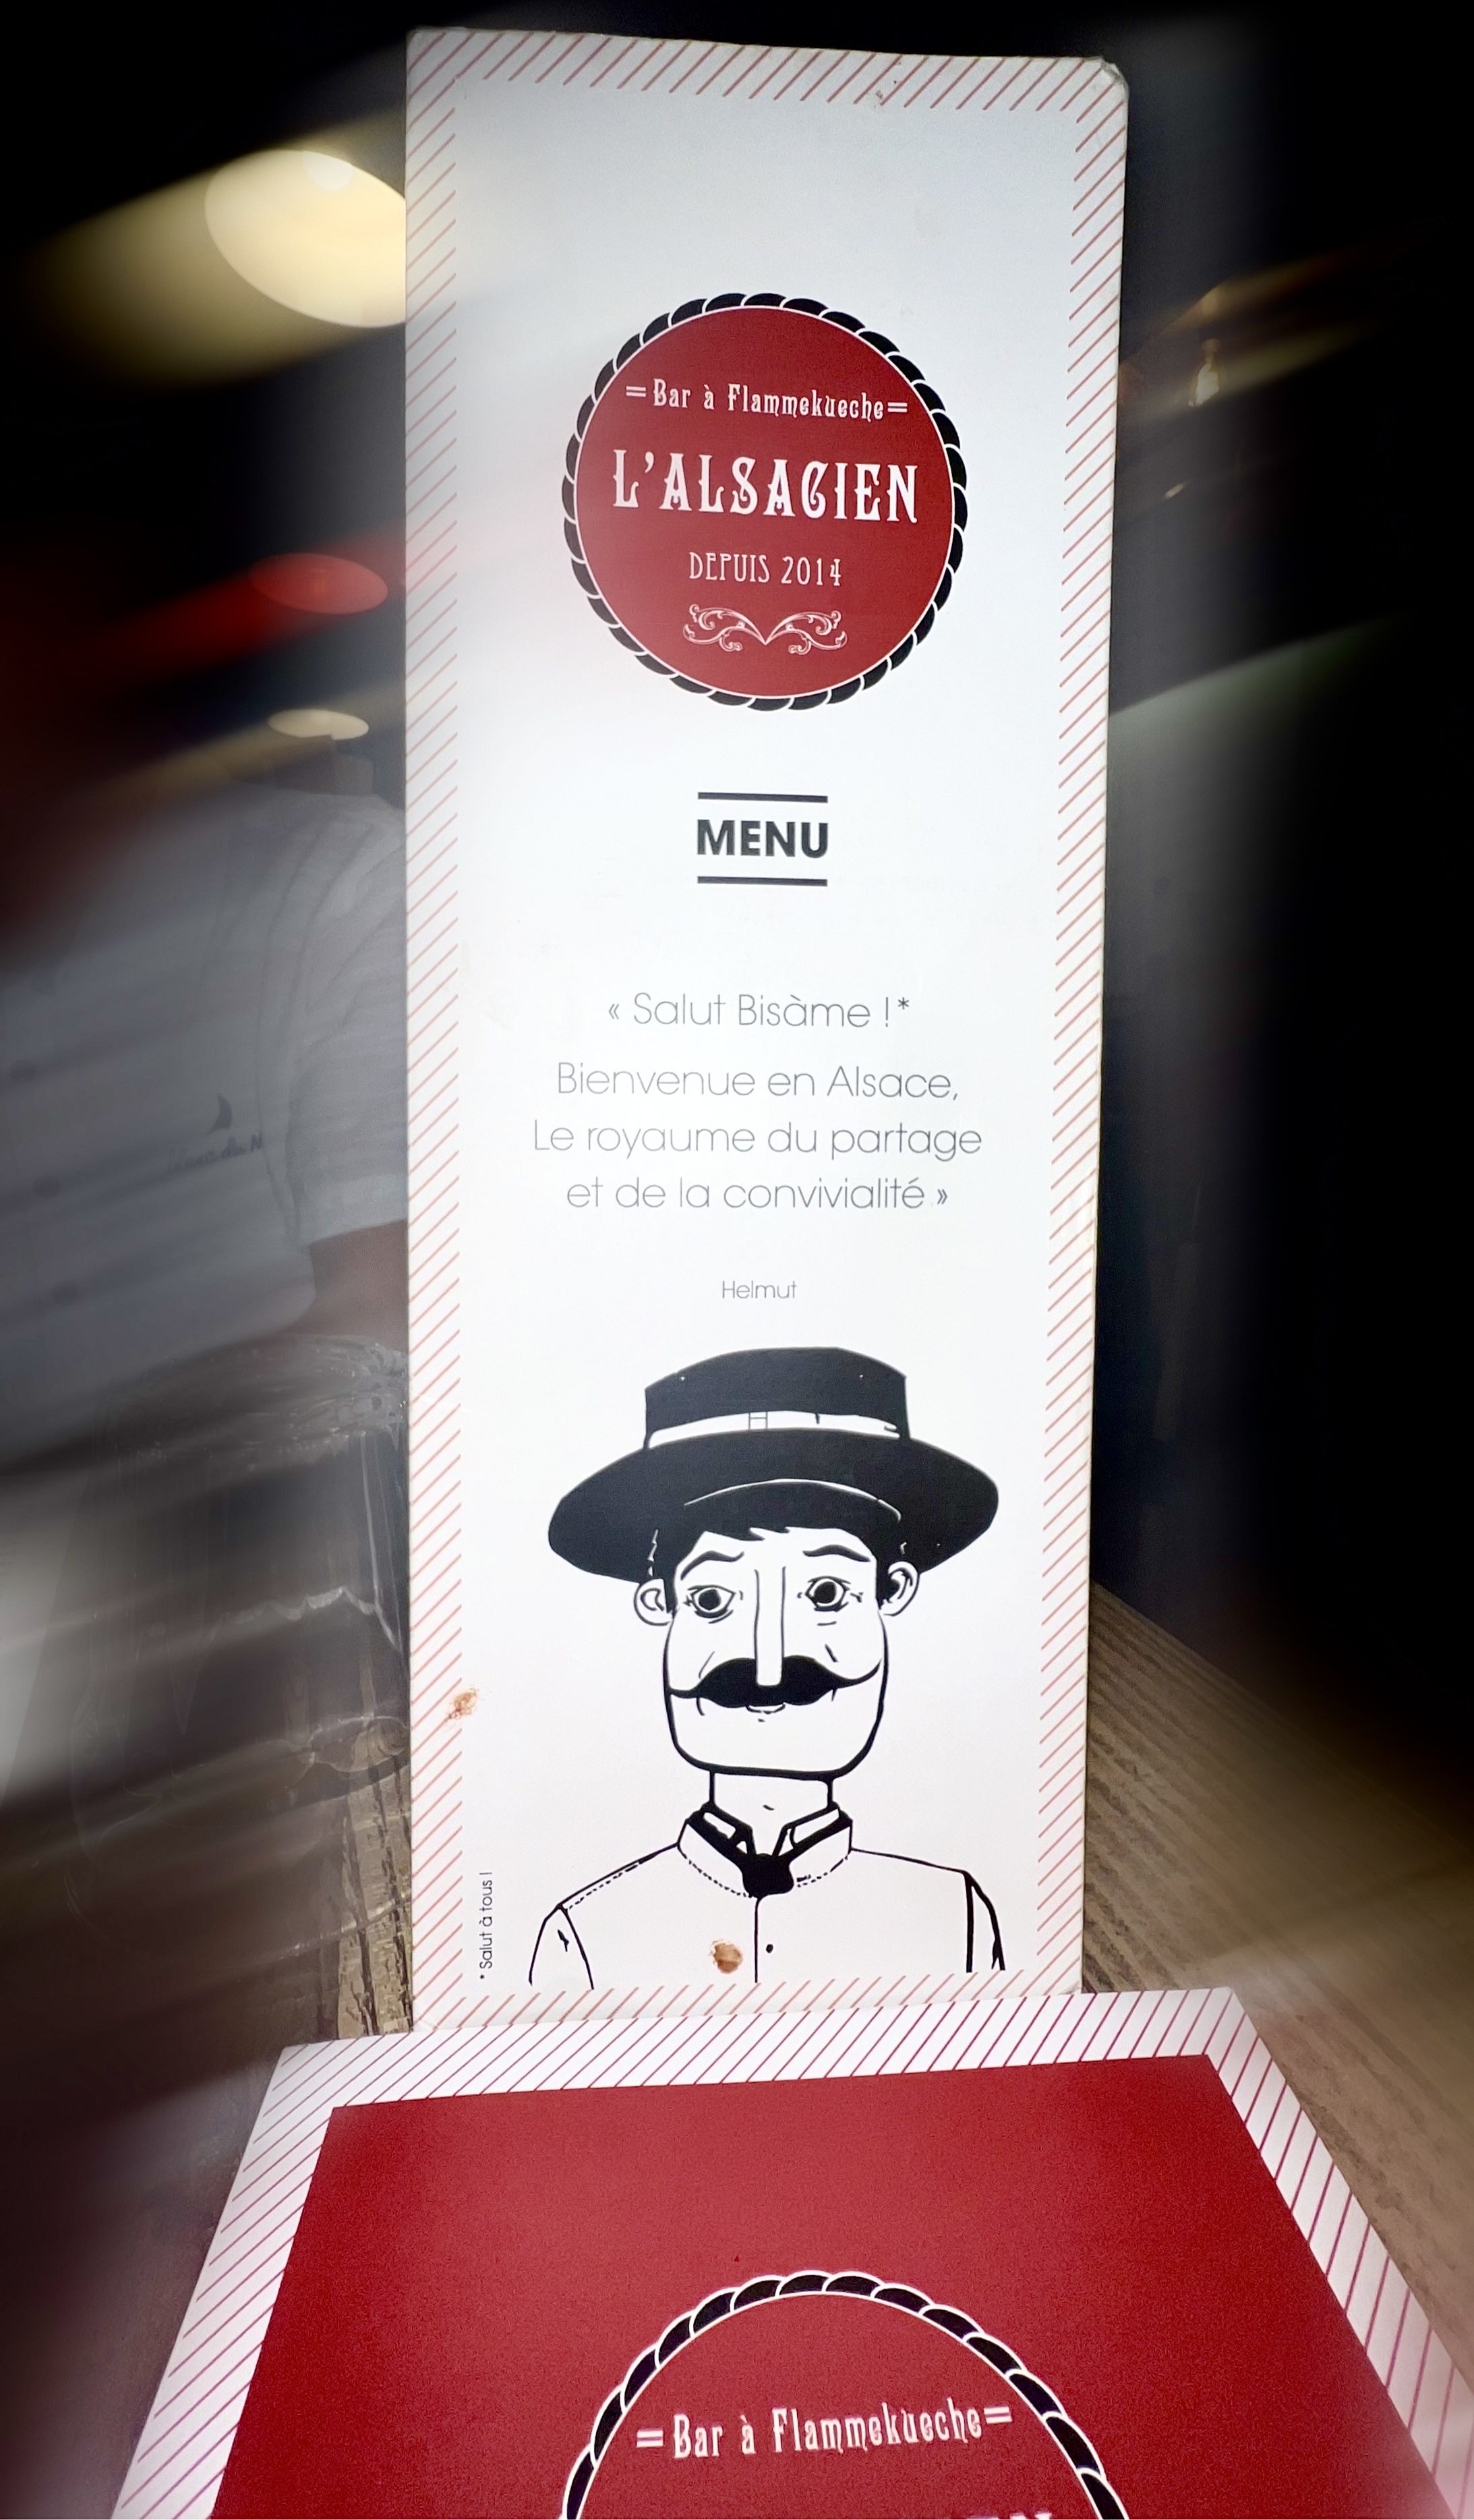 =Bar à Flammekueche=
L'ALSACIEN
DEPUIS 2014
MENU
« Salut Bisàme !*
Bienvenue en Alsace,
Le royaume du partage
et de la convivialité »
Helmut
* Salut à tous !
=Bar à Flammekueche=